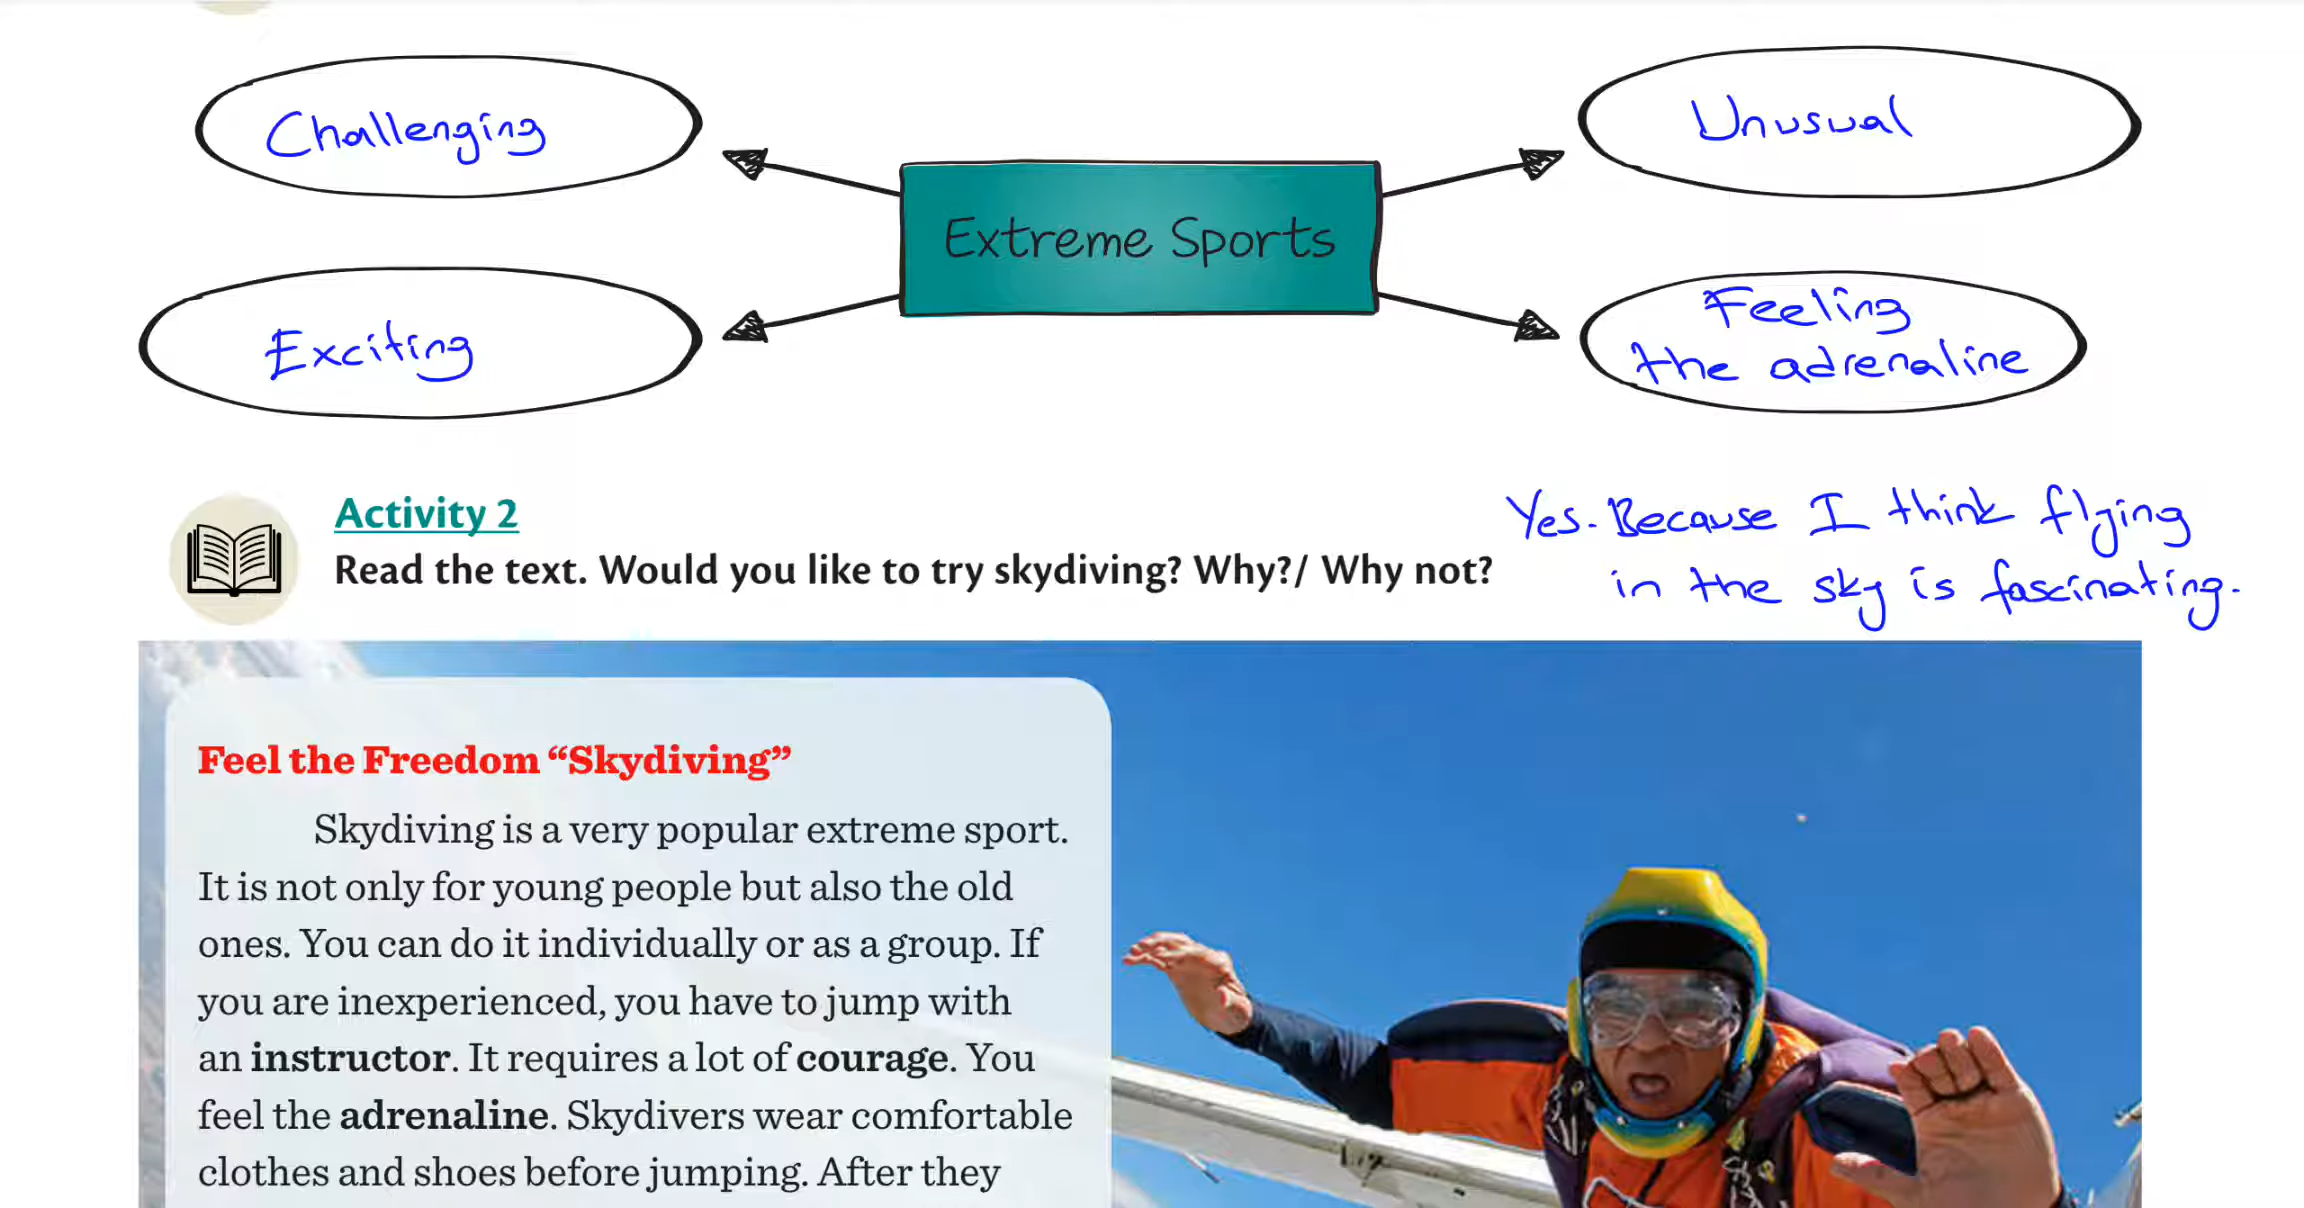 Challenging
Unusual
Extreme Sports
Exciting
Feeling
the adrenaline
Activity 2
Read the text. Would you like to try skydiving? Why?/ Why not?
Yes. Because I think flying
in the sky is fascinating.
Feel the Freedom “Skydiving”
Skydiving is a very popular extreme sport.
It is not only for young people but also the old
ones. You can do it individually or as a group. If
you are inexperienced, you have to jump with
an instructor. It requires a lot of courage. You
feel the adrenaline. Skydivers wear comfortable
clothes and shoes before jumping. After they